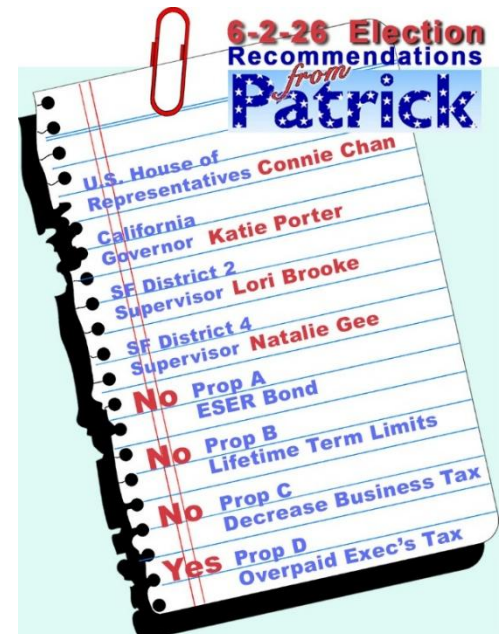 6-2-26 Election
Recommendations
from
Patrick
U.S. House of
Representatives Connie Chan
California
Governor Katie Porter
SF District 2
Supervisor Lori Brooke
SF District 4
Supervisor Natalie Gee
No Prop A
ESER Bond
No Prop B
Lifetime Term Limits
No Prop C
Decrease Business Tax
Yes Prop D
Overpaid Exec's Tax